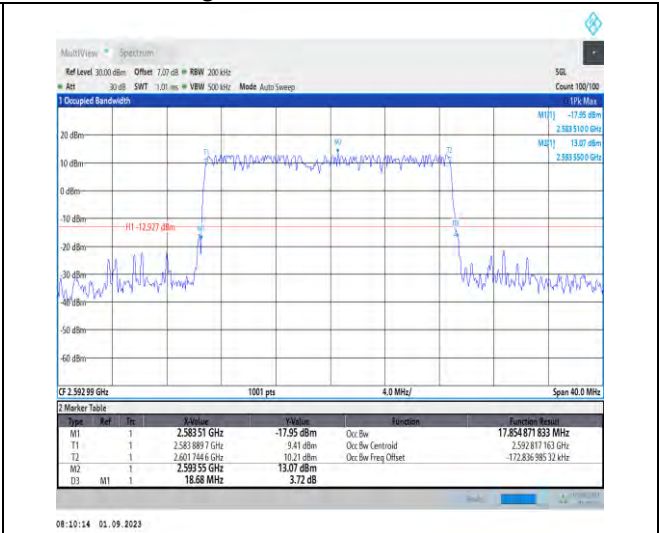 MultiView Spectrum
Ref Level 30.00 dBm Offset 7.07 dB RBW 200 kHz SGL
Att 30 dB SWT 1.01 ms VBW 500 kHz Mode Auto Sweep Count 100/100
1 Occupied Bandwidth 1Pk Max
M1[1] -17.95 dBm
2.583 510 0 GHz
20 dBm M2[1] 13.07 dBm
2.583 550 0 GHz
M2
T1 T2
10 dBm
0 dBm
-10 dBm
H1 -12.927 dBm
M1
-20 dBm
-30 dBm
-40 dBm
-50 dBm
-60 dBm
CF 2.592 99 GHz 1001 pts 4.0 MHz/ Span 40.0 MHz
2 Marker Table
Type Ref Trc X-Value Y-Value Function Function Result
M1 1 2.583 51 GHz -17.95 dBm Occ Bw 17.854 871 833 MHz
T1 1 2.583 889 7 GHz 9.41 dBm Occ Bw Centroid 2.592 817 163 GHz
T2 1 2.601 744 6 GHz 10.21 dBm Occ Bw Freq Offset -172.836 985 32 kHz
M2 1 2.593 55 GHz 13.07 dBm
D3 M1 1 18.68 MHz 3.72 dB
08:10:14 01.09.2023